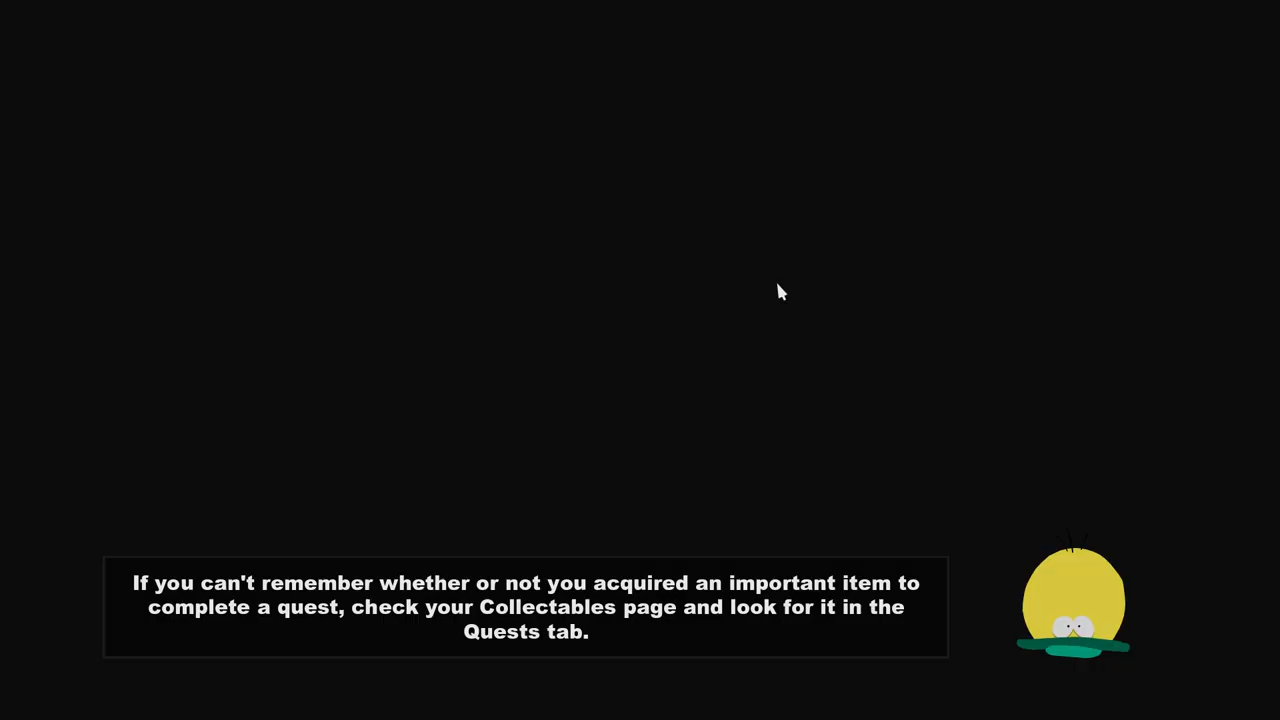 If you can't remember whether or not you acquired an important item to
complete a quest, check your Collectables page and look for it in the
Quests tab.